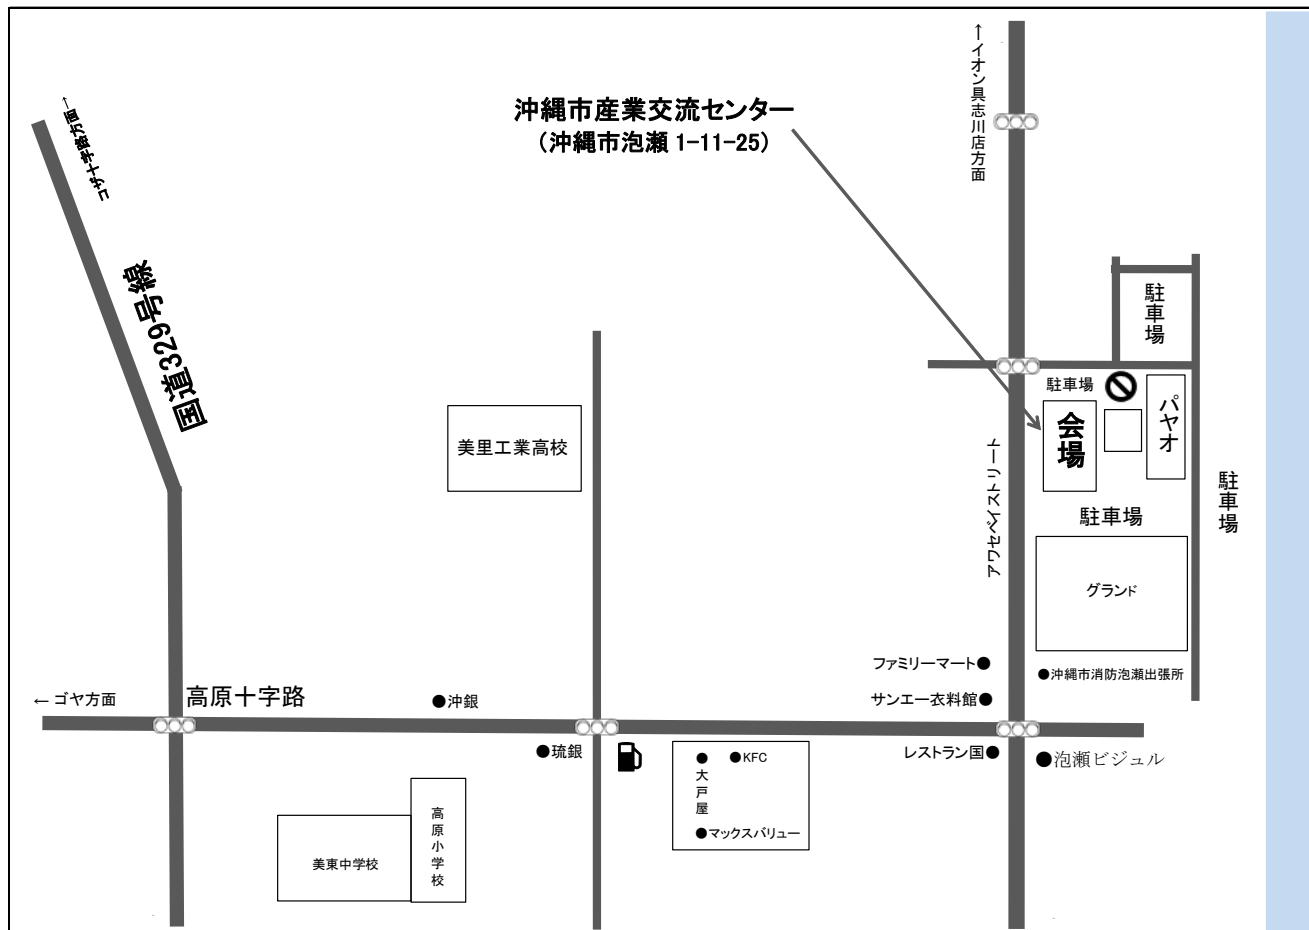 ↑イオン具志川店方面
コザ十字路方面→
沖縄市産業交流センター
(沖縄市泡瀬 1-11-25)
国道329号線
駐車場
駐車場
会場
パヤオ
美里工業高校
アワセベイストリート
駐車場
駐車場
グランド
ファミリーマート●
●沖縄市消防泡瀬出張所
サンエー衣料館●
←ゴヤ方面
高原十字路
●沖銀
●琉銀
レストラン国●
●泡瀬ビジュル
●大戸屋
●KFC
●マックスバリュー
高原小学校
美東中学校